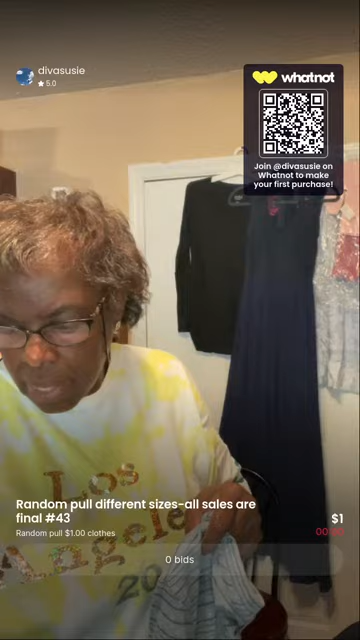 divasusie
5.0
whatnot
Join @divasusie on
Whatnot to make
your first purchase!
Los
Angeles
20
Random pull different sizes-all sales are
final #43
$1
Random pull $1.00 clothes
0 bids